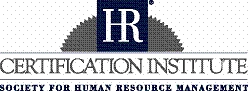 HR®
CERTIFICATION INSTITUTE
SOCIETY FOR HUMAN RESOURCE MANAGEMENT